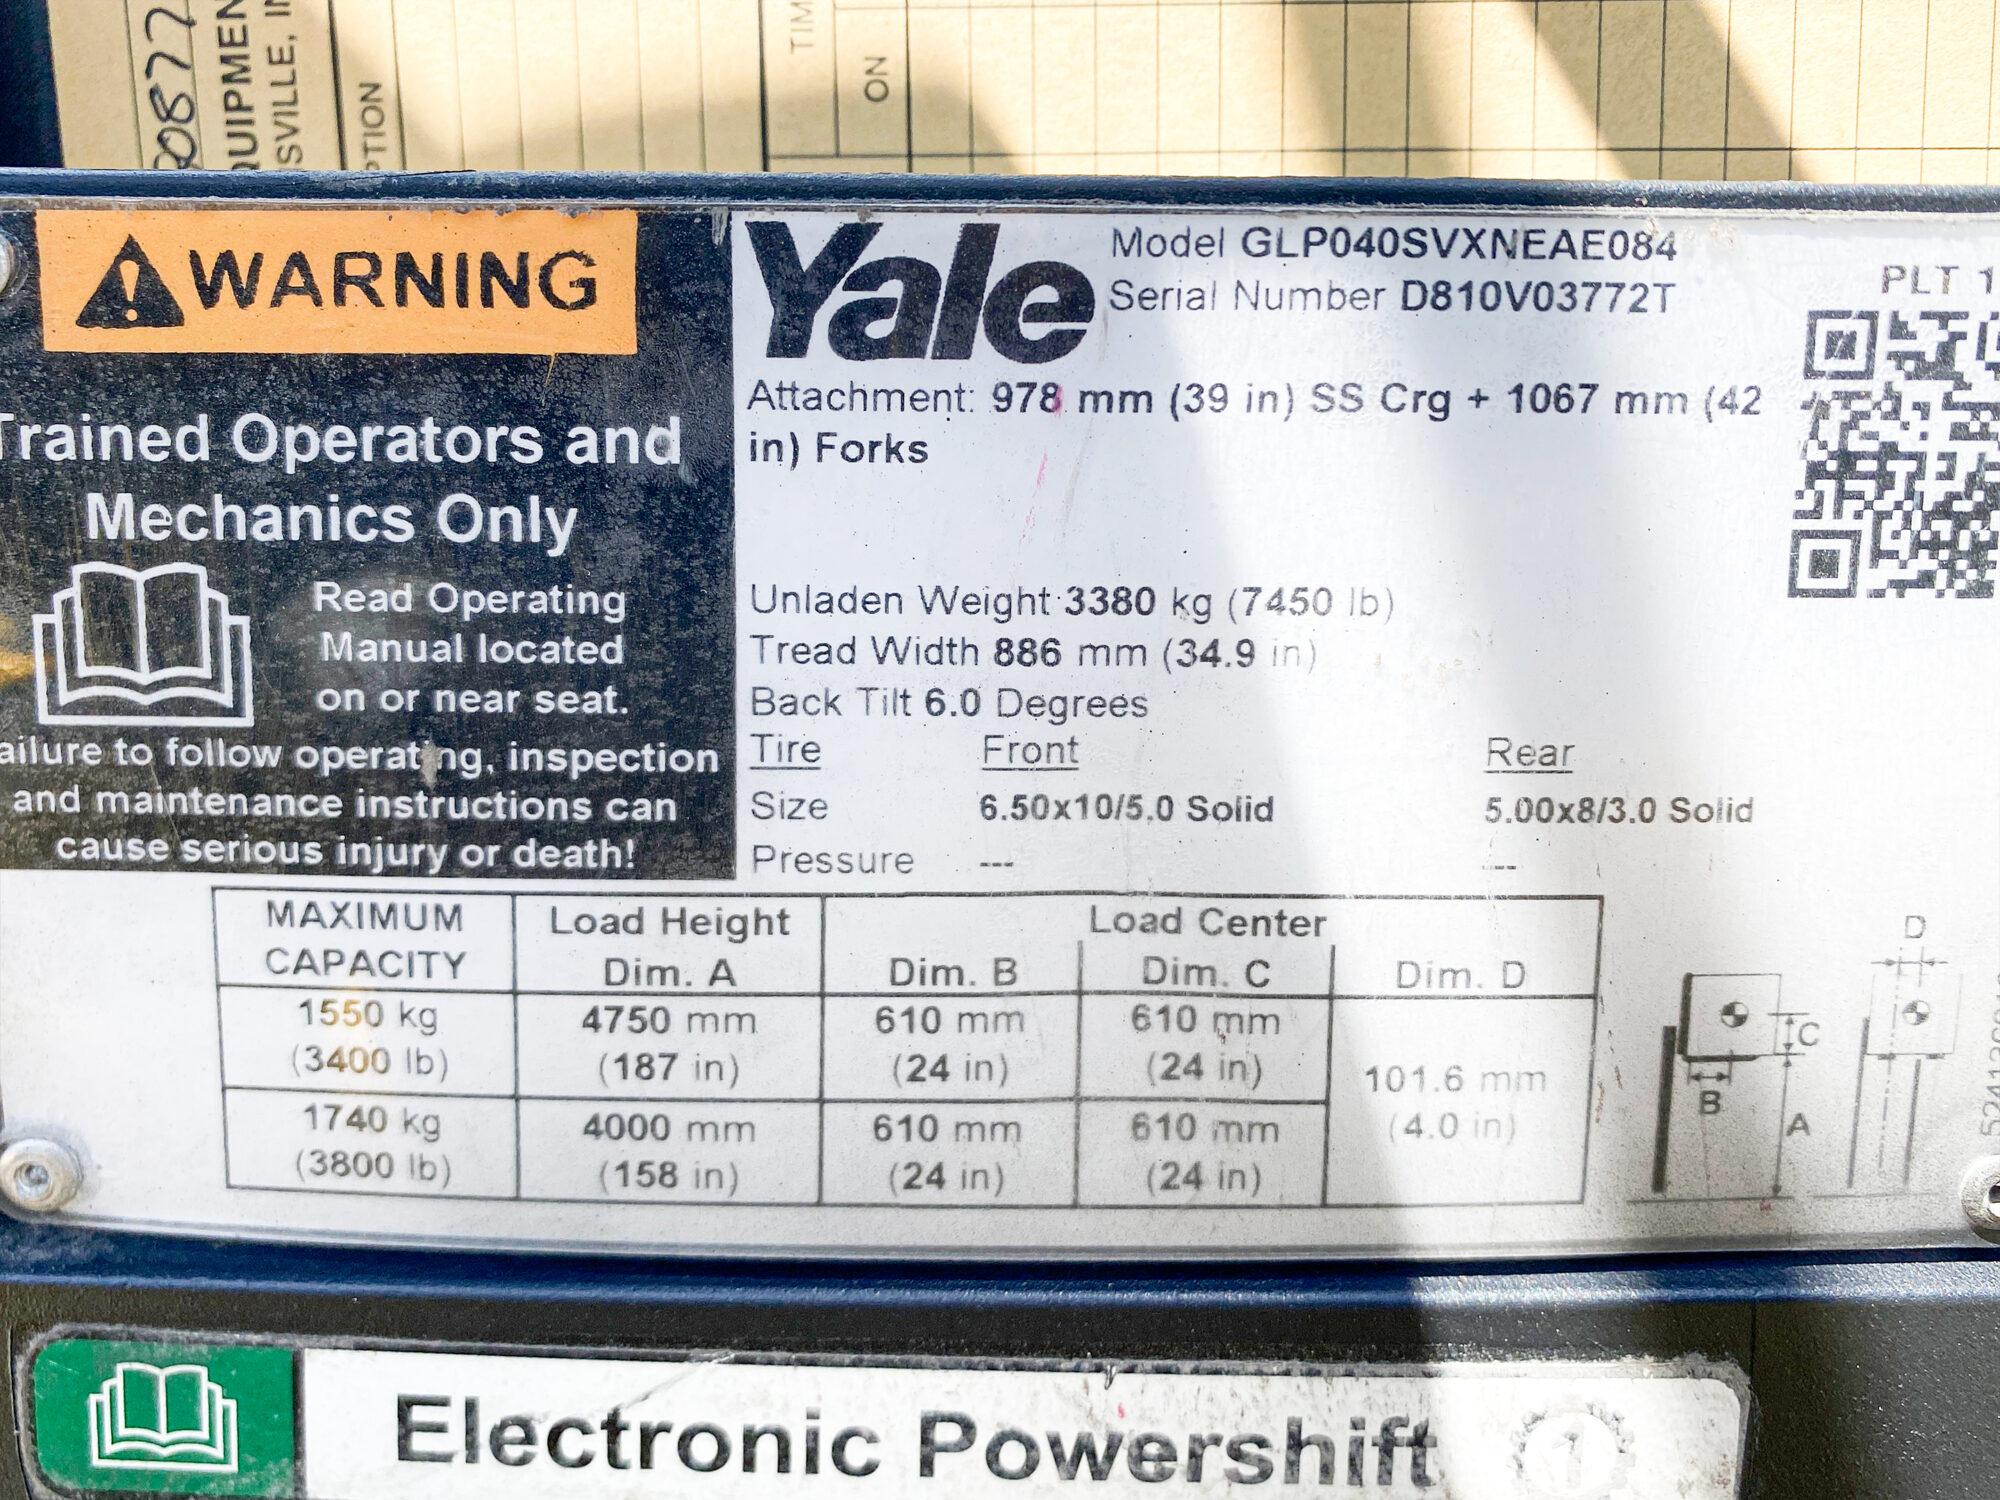 TIM
ON
WARNING
Trained Operators and
Mechanics Only
Read Operating
Manual located
on or near seat.
ailure to follow operating, inspection
and maintenance instructions can
cause serious injury or death!
Yale
Model GLP040SVXNEAE084
Serial Number D810V03772T
PLT 1
Attachment: 978 mm (39 in) SS Crg + 1067 mm (42
in) Forks
Unladen Weight 3380 kg (7450 lb)
Tread Width 886 mm (34.9 in)
Back Tilt 6.0 Degrees
Tire Front Rear
Size 6.50x10/5.0 Solid 5.00x8/3.0 Solid
Pressure --- ---
MAXIMUM Load Height Load Center
CAPACITY Dim. A Dim. B Dim. C Dim. D
1550 kg 4750 mm 610 mm 610 mm
(3400 lb) (187 in) (24 in) (24 in)
101.6 mm
(4.0 in)
1740 kg 4000 mm 610 mm 610 mm
(3800 lb) (158 in) (24 in) (24 in)
D
C
B
A
Electronic Powershift
1